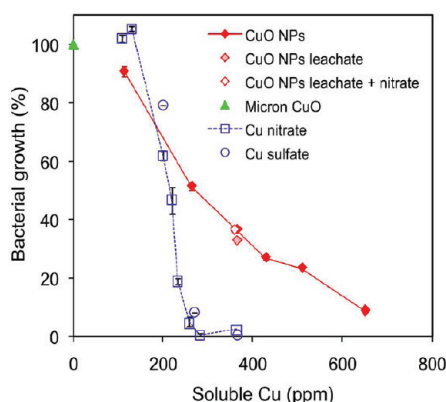 Bacterial growth (%)
100
80
60
40
20
0
CuO NPs
CuO NPs leachate
CuO NPs leachate + nitrate
Micron CuO
Cu nitrate
Cu sulfate
0 200 400 600 800
Soluble Cu (ppm)